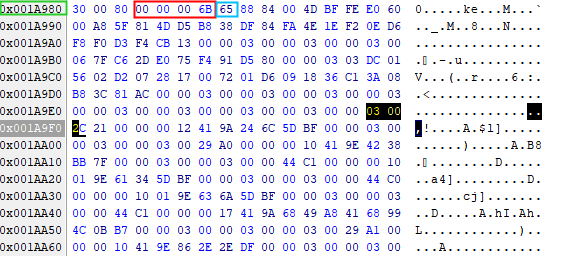 0x001A980 30 00 80 00 00 00 6B 65 88 84 00 4D BF FE E0 60 0.....ke...M...`
0x001A990 00 A8 5F 81 4D D5 B8 38 DF 84 FA 4E 1E F2 0E D6 .._.M..8...N....
0x001A9A0 F8 F0 D3 F4 CB 13 00 00 03 00 00 03 00 00 03 00 ................
0x001A9B0 06 7F C6 2D E0 75 F4 91 D5 80 00 00 03 03 DC 01
0x001A9C0 56 02 D2 07 28 17 00 72 01 D6 09 18 36 C1 3A 08 V...(..r....6.:.
0x001A9D0 B8 3C 81 AC 00 00 03 00 00 03 00 00 03 00 00 03 .<..............
0x001A9E0 00 00 03 00 00 03 00 00 03 00 00 03 00 00 03 00 ................
0x001A9F0 2C 21 00 00 00 12 41 9A 24 6C 5D BF 00 00 03 00 ,!....A.$l].....
0x001AA00 00 03 00 00 03 00 29 A0 00 00 00 10 41 9E 42 38 ......).....A.B8
0x001AA10 BB 7F 00 00 03 00 00 03 00 00 44 C1 00 00 00 10
0x001AA20 01 9E 61 34 5D BF 00 00 03 00 00 03 00 00 44 C0 ..a4].........D.
0x001AA30 00 00 00 10 01 9E 63 6A 5D BF 00 00 03 00 00 03 ......cj].......
0x001AA40 00 00 44 C1 00 00 00 17 41 9A 68 49 A8 41 68 99 ..D.....A.hI.Ah.
0x001AA50 4C 0B B7 00 00 03 00 00 03 00 00 03 00 29 A1 00 L............)..
0x001AA60 00 00 10 41 9E 86 2E 2E DF 00 00 03 00 00 03 00 ...A............